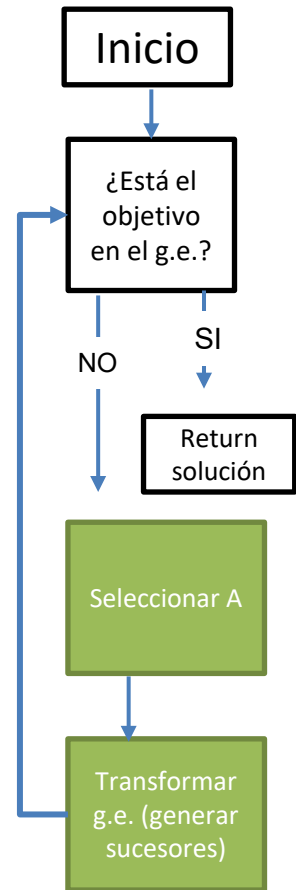 Inicio
¿Está el
objetivo
en el g.e.?
SI
NO
Return
solución
Seleccionar A
Transformar
g.e. (generar
sucesores)